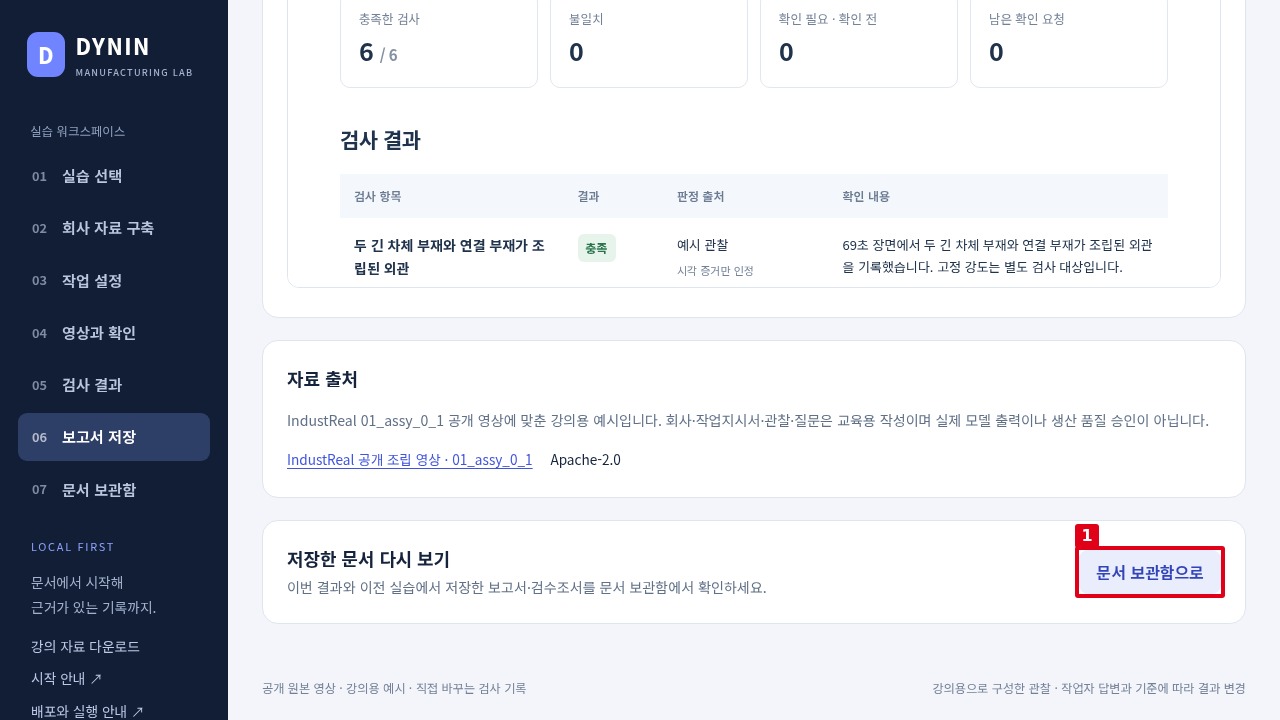 D
DYNIN
MANUFACTURING LAB
실습 워크스페이스
01 실습 선택
02 회사 자료 구축
03 작업 설정
04 영상과 확인
05 검사 결과
06 보고서 저장
07 문서 보관함
LOCAL FIRST
문서에서 시작해
근거가 있는 기록까지.
강의 자료 다운로드
시작 안내 ↗
배포와 실행 안내 ↗
충족한 검사
6 / 6
불일치
0
확인 필요 · 확인 전
0
남은 확인 요청
0
검사 결과
검사 항목 결과 판정 출처 확인 내용
두 긴 차체 부재와 연결 부재가 조
립된 외관
충족
예시 관찰
시각 증거만 인정
69초 장면에서 두 긴 차체 부재와 연결 부재가 조립된 외관
을 기록했습니다. 고정 강도는 별도 검사 대상입니다.
자료 출처
IndustReal 01_assy_0_1 공개 영상에 맞춘 강의용 예시입니다. 회사·작업지시서·관찰·질문은 교육용 작성이며 실제 모델 출력이나 생산 품질 승인이 아닙니다.
IndustReal 공개 조립 영상 · 01_assy_0_1 Apache-2.0
저장한 문서 다시 보기
이번 결과와 이전 실습에서 저장한 보고서·검수조서를 문서 보관함에서 확인하세요.
1
문서 보관함으로
공개 원본 영상 · 강의용 예시 · 직접 바꾸는 검사 기록
강의용으로 구성한 관찰 · 작업자 답변과 기준에 따라 결과 변경